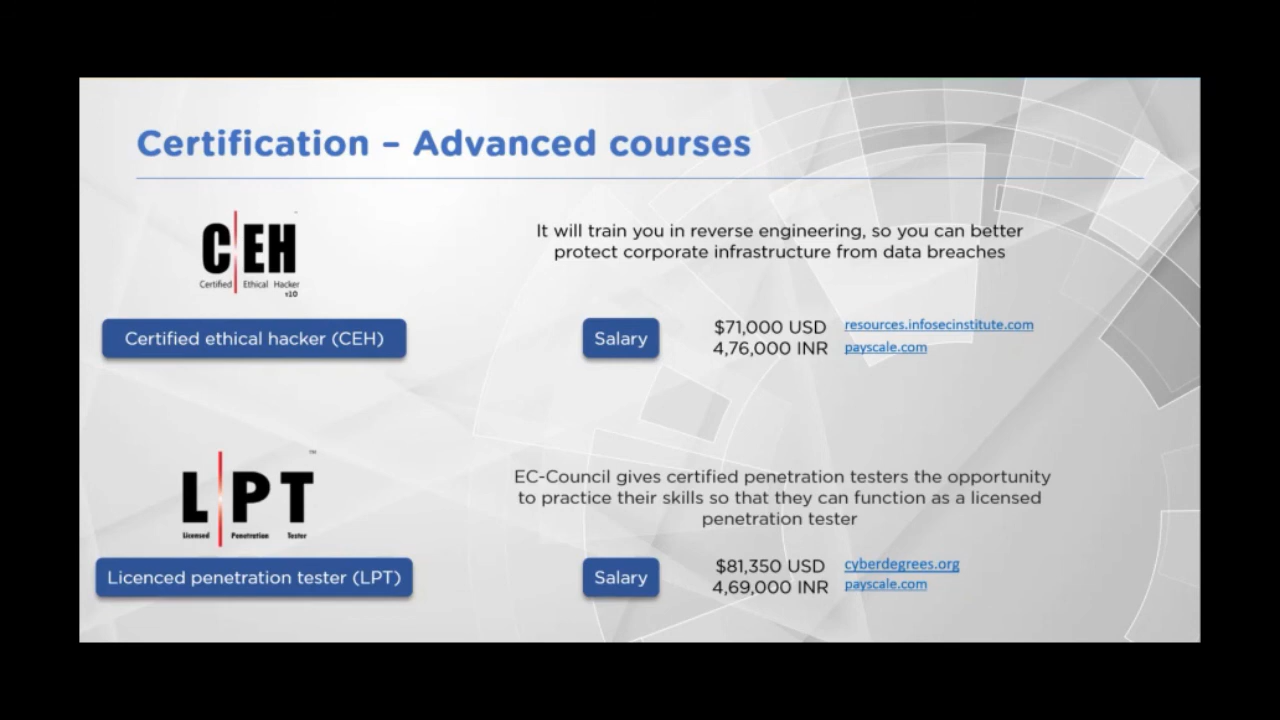 Certification – Advanced courses
C EH
Certified Ethical Hacker
v10
It will train you in reverse engineering, so you can better
protect corporate infrastructure from data breaches
Certified ethical hacker (CEH)
Salary
$71,000 USD resources.infosecinstitute.com
4,76,000 INR payscale.com
L PT
TM
Licensed Penetration Tester
EC-Council gives certified penetration testers the opportunity
to practice their skills so that they can function as a licensed
penetration tester
Licenced penetration tester (LPT)
Salary
$81,350 USD cyberdegrees.org
4,69,000 INR payscale.com